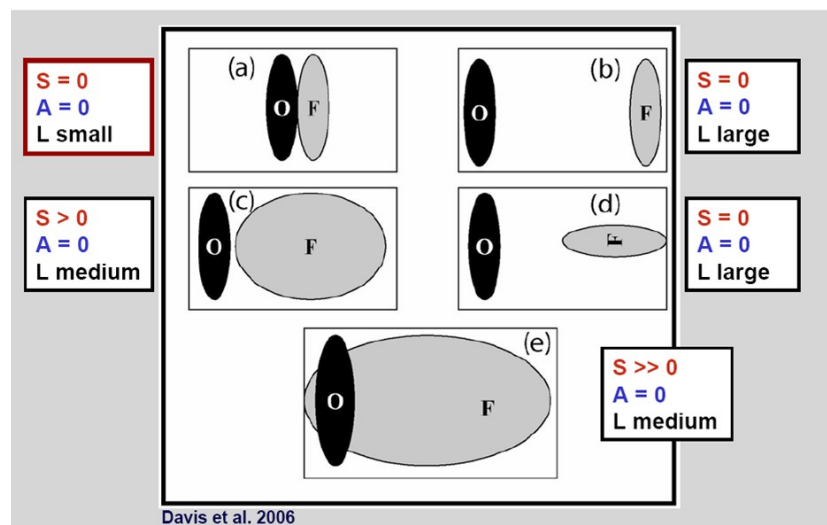 S = 0
A = 0
L small
(a)
O F
(b)
O F
S = 0
A = 0
L large
S > 0
A = 0
L medium
(c)
O F
(d)
O F
S = 0
A = 0
L large
(e)
O F
S >> 0
A = 0
L medium
Davis et al. 2006